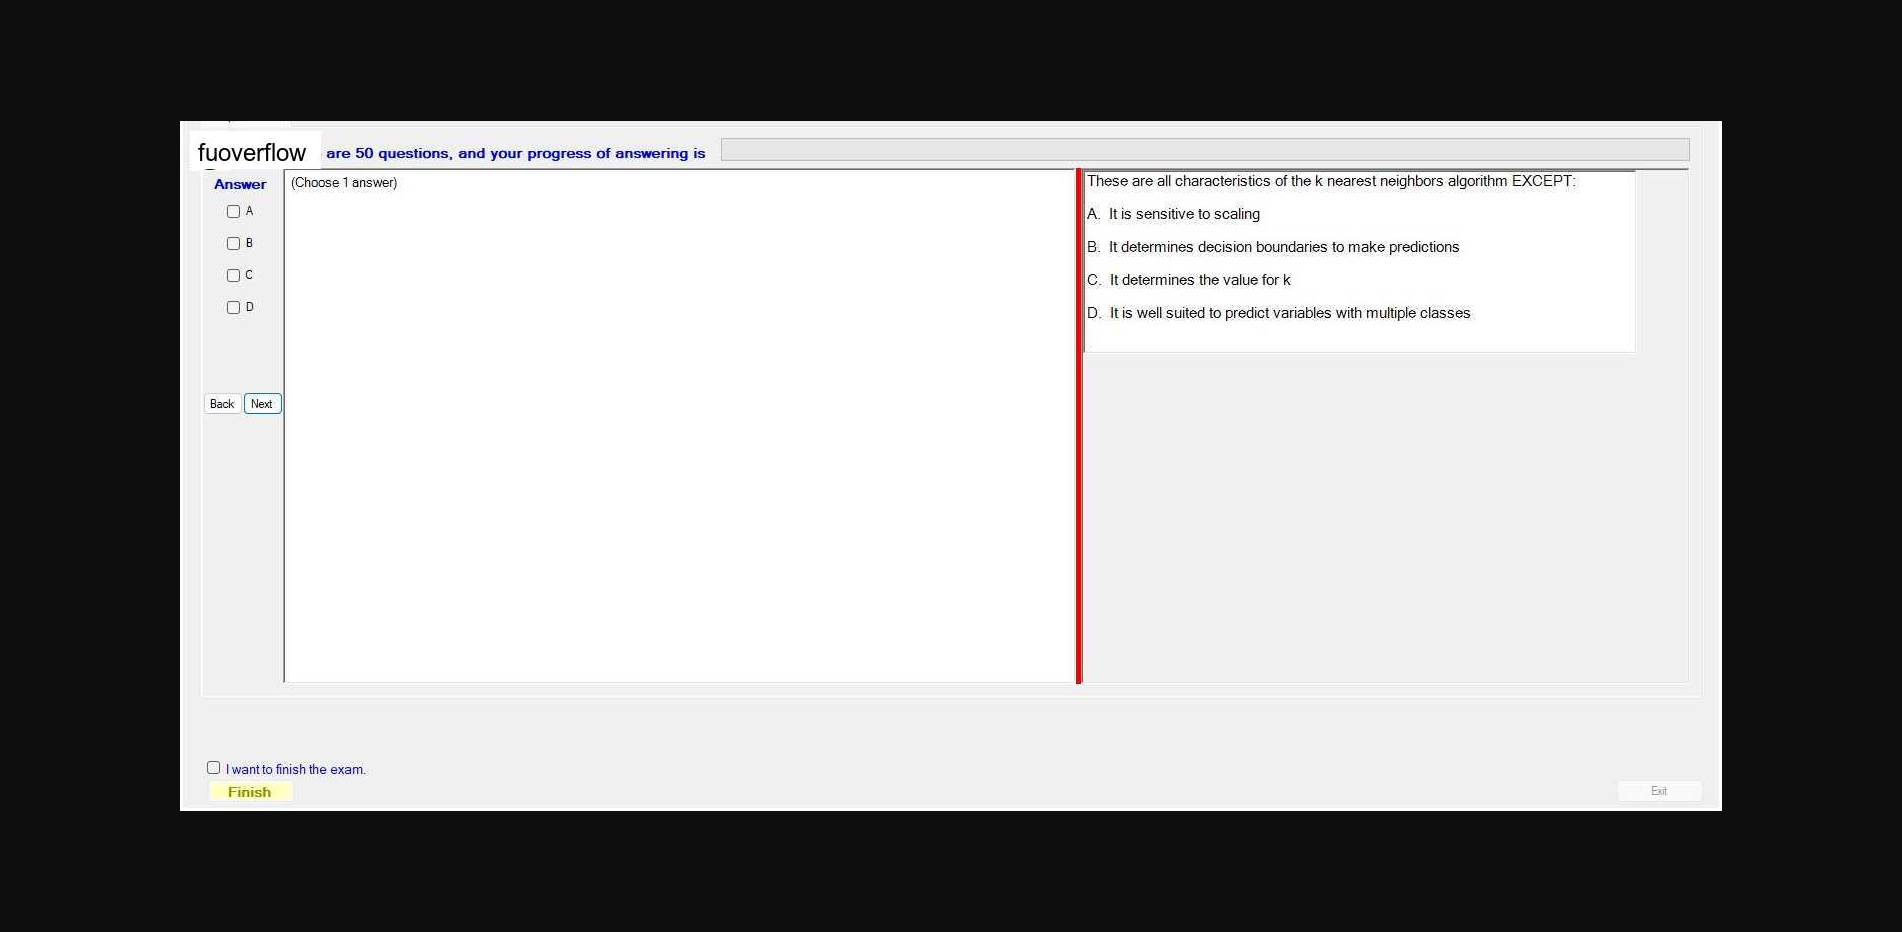 fuoverflow are 50 questions, and your progress of answering is
Answer
(Choose 1 answer)
A
B
C
D
Back Next
These are all characteristics of the k nearest neighbors algorithm EXCEPT:
A. It is sensitive to scaling
B. It determines decision boundaries to make predictions
C. It determines the value for k
D. It is well suited to predict variables with multiple classes
I want to finish the exam.
Finish
Exit